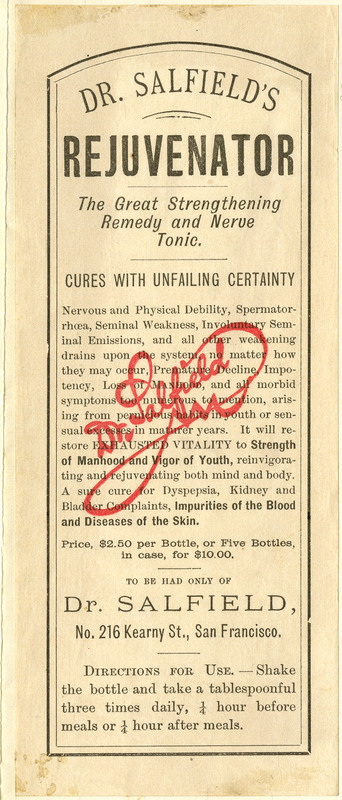 DR. SALFIELD'S
REJUVENATOR
The Great Strengthening
Remedy and Nerve
Tonic.
CURES WITH UNFAILING CERTAINTY
Nervous and Physical Debility, Spermator-
rhœa, Seminal Weakness, Involuntary Sem-
inal Emissions, and all other weakening
drains upon the system, no matter how
they may occur. Premature Decline, Impo-
tency, Loss of Manhood, and all morbid
symptoms too numerous to mention, aris-
ing from pernicious habits in youth or sen-
sual excesses in maturer years. It will re-
store EXHAUSTED VITALITY to Strength
of Manhood and Vigor of Youth, reinvigora-
ting and rejuvenating both mind and body.
A sure cure for Dyspepsia, Kidney and
Bladder Complaints, Impurities of the Blood
and Diseases of the Skin.
Price, $2.50 per Bottle, or Five Bottles,
in case, for $10.00.
TO BE HAD ONLY OF
Dr. SALFIELD,
No. 216 Kearny St., San Francisco.
DIRECTIONS FOR USE. — Shake
the bottle and take a tablespoonful
three times daily, ¼ hour before
meals or ¼ hour after meals.
Dr. Salfield